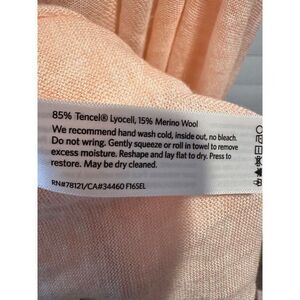 85% Tencel® Lyocell, 15% Merino Wool
We recommend hand wash cold, inside out, no bleach.
Do not wring. Gently squeeze or roll in towel to remove
excess moisture. Reshape and lay flat to dry. Press to
restore. May be dry cleaned.
RN#78121/CA#34460 F16SEL